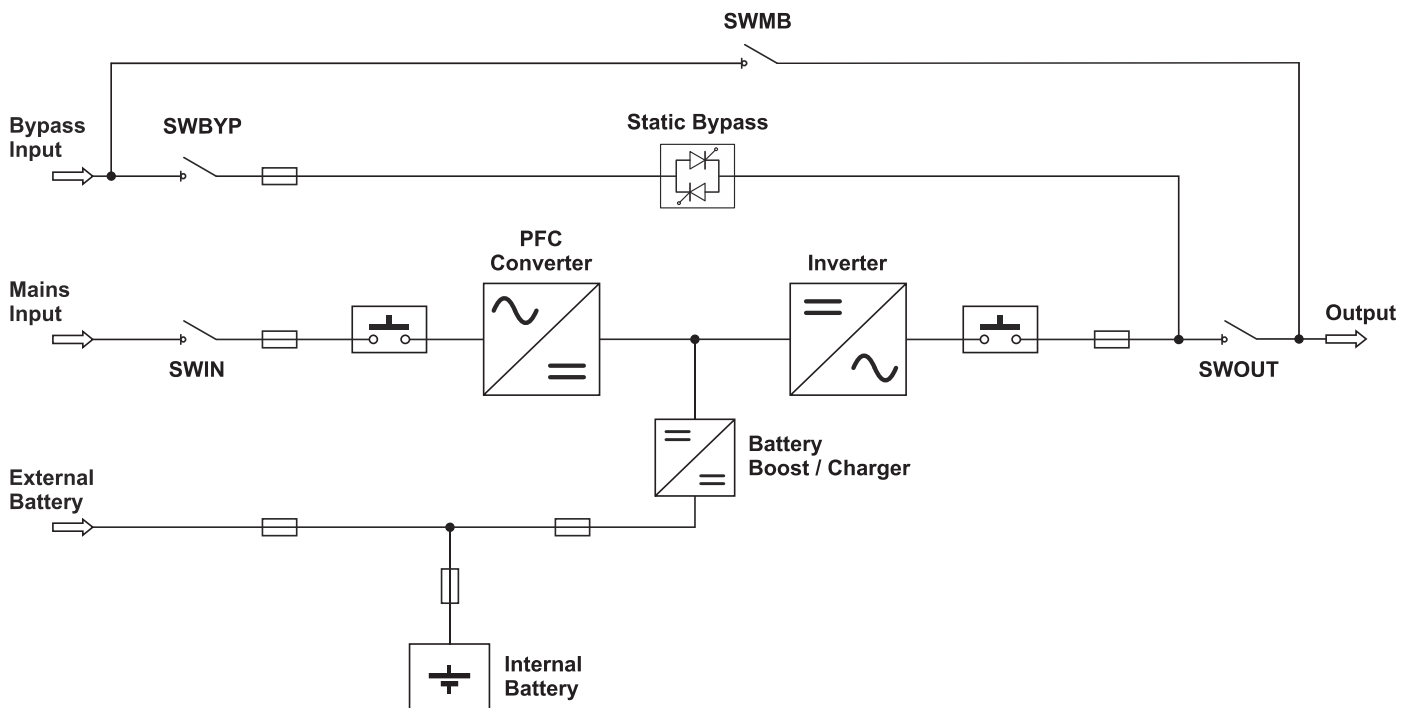 SWMB
Bypass
Input
SWBYP
Static Bypass
PFC
Converter
Inverter
Mains
Input
Output
SWIN
SWOUT
Battery
Boost / Charger
External
Battery
Internal
Battery